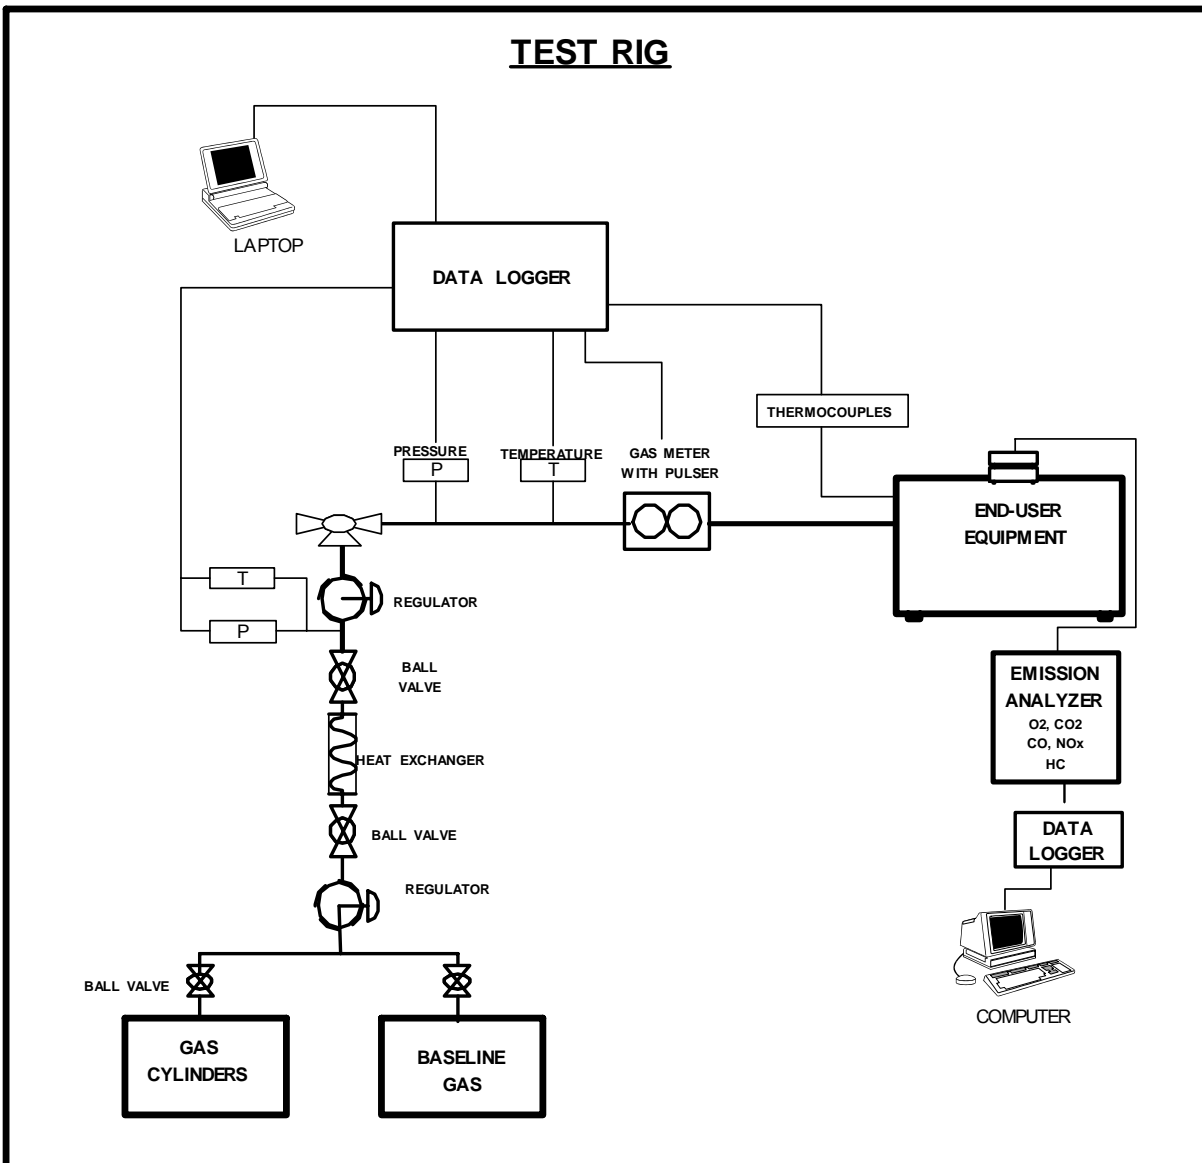 TEST RIG
LAPTOP
DATA LOGGER
THERMOCOUPLES
PRESSURE
P
TEMPERATURE
T
GAS METER
WITH PULSER
END-USER
EQUIPMENT
T
P
REGULATOR
BALL
VALVE
HEAT EXCHANGER
BALL VALVE
REGULATOR
EMISSION
ANALYZER
O2, CO2
CO, NOx
HC
DATA
LOGGER
COMPUTER
BALL VALVE
GAS
CYLINDERS
BASELINE
GAS